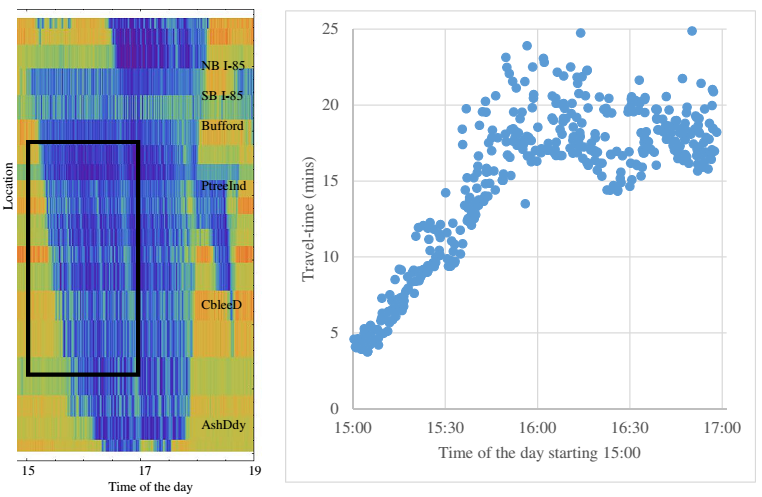 NB I-85
SB I-85
Bufford
PtreeInd
CbleeD
AshDdy
Location
15
17
19
Time of the day
25
20
15
10
5
0
Travel-time (mins)
15:00
15:30
16:00
16:30
17:00
Time of the day starting 15:00